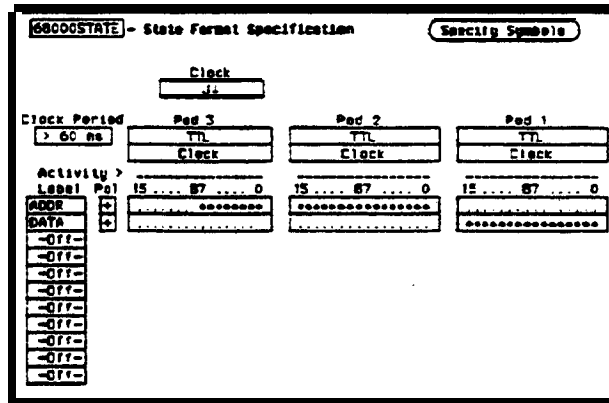 68000STATE - State Format Specification Specify Symbols
Clock
J↓
Clock Period Pod 3 Pod 2 Pod 1
> 60 ns TTL TTL TTL
Clock Clock Clock
Activity >
Label Pol 15 .... 87 .... 0 15 .... 87 .... 0 15 .... 87 .... 0
ADDR + ........******** **************** ................
DATA + ................ ................ ****************
-Off-
-Off-
-Off-
-Off-
-Off-
-Off-
-Off-
-Off-
-Off-